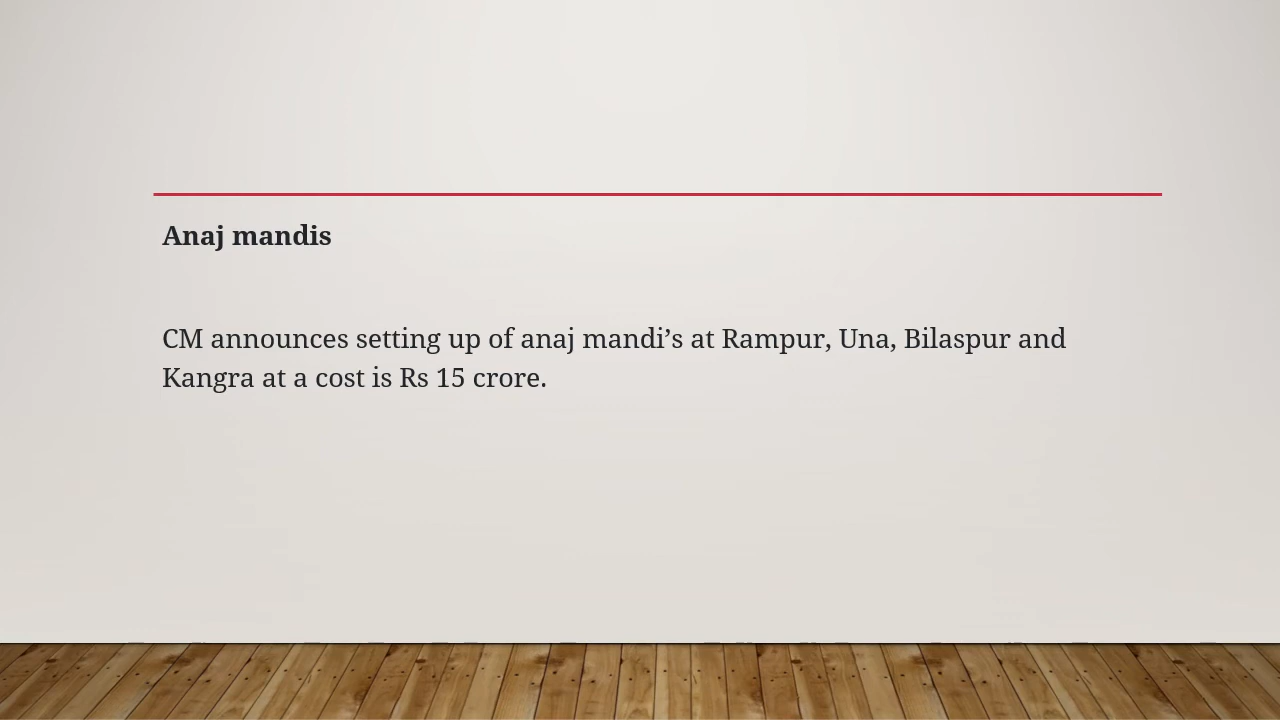 Anaj mandis
CM announces setting up of anaj mandi’s at Rampur, Una, Bilaspur and
Kangra at a cost is Rs 15 crore.